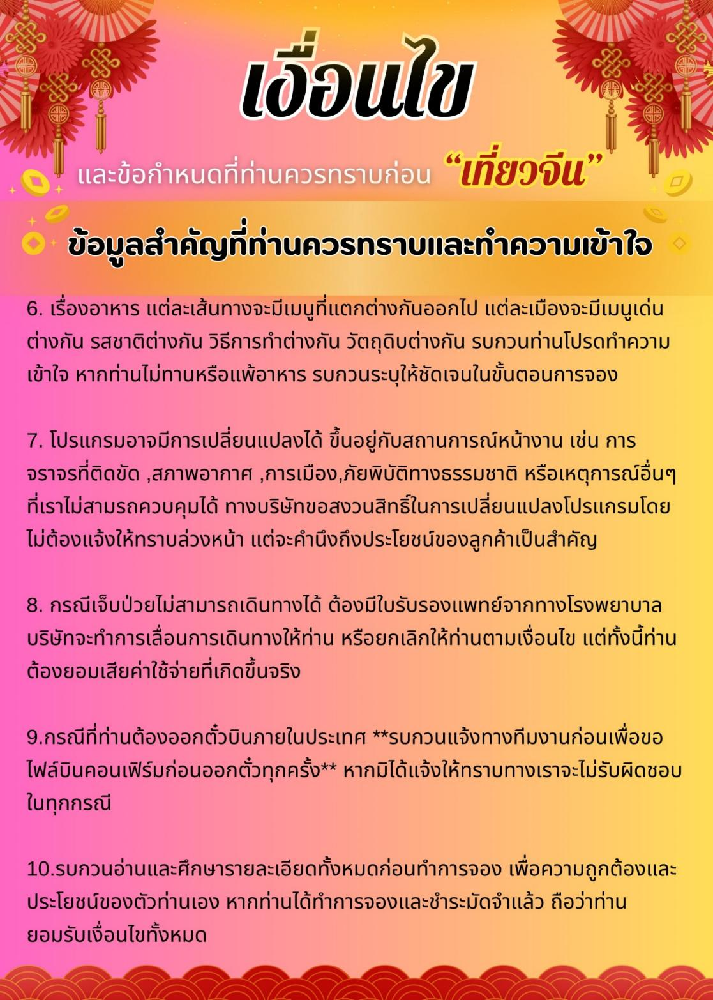 เงื่อนไข
และข้อกำหนดที่ท่านควรทราบก่อน “เที่ยวจีน”
ข้อมูลสำคัญที่ท่านควรทราบและทำความเข้าใจ
6. เรื่องอาหาร แต่ละเส้นทางจะมีเมนูที่แตกต่างกันออกไป แต่ละเมืองจะมีเมนูเด่น
ต่างกัน รสชาติต่างกัน วิธีการทำต่างกัน วัตถุดิบต่างกัน รบกวนท่านโปรดทำความ
เข้าใจ หากท่านไม่ทานหรือแพ้อาหาร รบกวนระบุให้ชัดเจนในขั้นตอนการจอง
7. โปรแกรมอาจมีการเปลี่ยนแปลงได้ ขึ้นอยู่กับสถานการณ์หน้างาน เช่น การ
จราจรที่ติดขัด ,สภาพอากาศ ,การเมือง,ภัยพิบัติทางธรรมชาติ หรือเหตุการณ์อื่นๆ
ที่เราไม่สามรถควบคุมได้ ทางบริษัทขอสงวนสิทธิ์ในการเปลี่ยนแปลงโปรแกรมโดย
ไม่ต้องแจ้งให้ทราบล่วงหน้า แต่จะคำนึงถึงประโยชน์ของลูกค้าเป็นสำคัญ
8. กรณีเจ็บป่วยไม่สามารถเดินทางได้ ต้องมีใบรับรองแพทย์จากทางโรงพยาบาล
บริษัทจะทำการเลื่อนการเดินทางให้ท่าน หรือยกเลิกให้ท่านตามเงื่อนไข แต่ทั้งนี้ท่าน
ต้องยอมเสียค่าใช้จ่ายที่เกิดขึ้นจริง
9.กรณีที่ท่านต้องออกตั๋วบินภายในประเทศ **รบกวนแจ้งทางทีมงานก่อนเพื่อขอ
ไฟล์บินคอนเฟิร์มก่อนออกตั๋วทุกครั้ง** หากมิได้แจ้งให้ทราบทางเราจะไม่รับผิดชอบ
ในทุกกรณี
10.รบกวนอ่านและศึกษารายละเอียดทั้งหมดก่อนทำการจอง เพื่อความถูกต้องและ
ประโยชน์ของตัวท่านเอง หากท่านได้ทำการจองและชำระมัดจำแล้ว ถือว่าท่าน
ยอมรับเงื่อนไขทั้งหมด